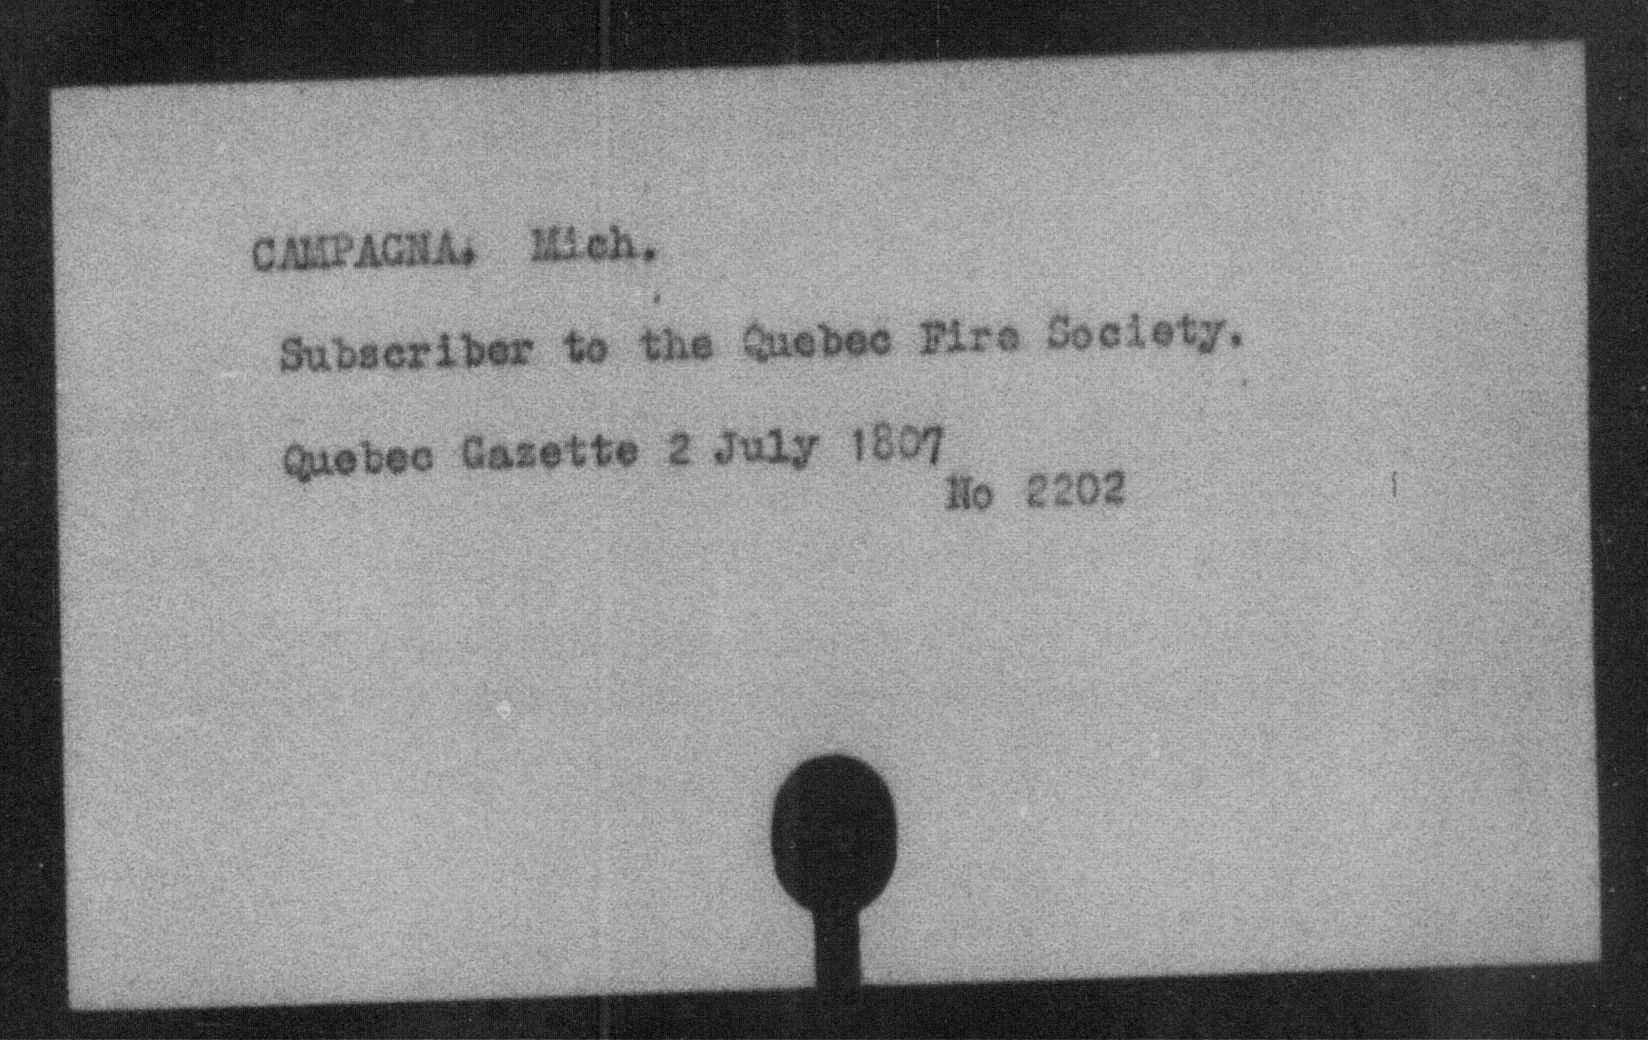 CAMPAGNA, Mich.
Subscriber to the Quebec Fire Society.
Quebec Gazette 2 July 1807
No 2202